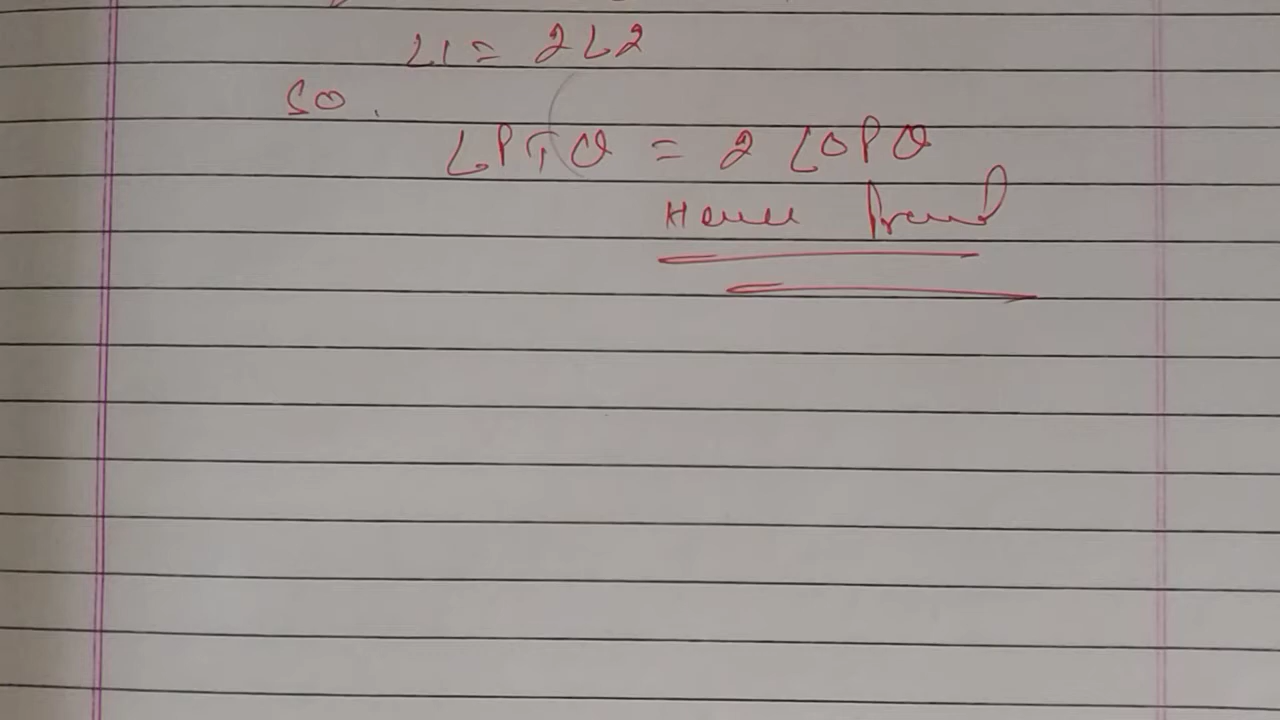 ∠1 = 2∠2
so.
∠PTQ = 2 ∠OPQ
Hence Proved